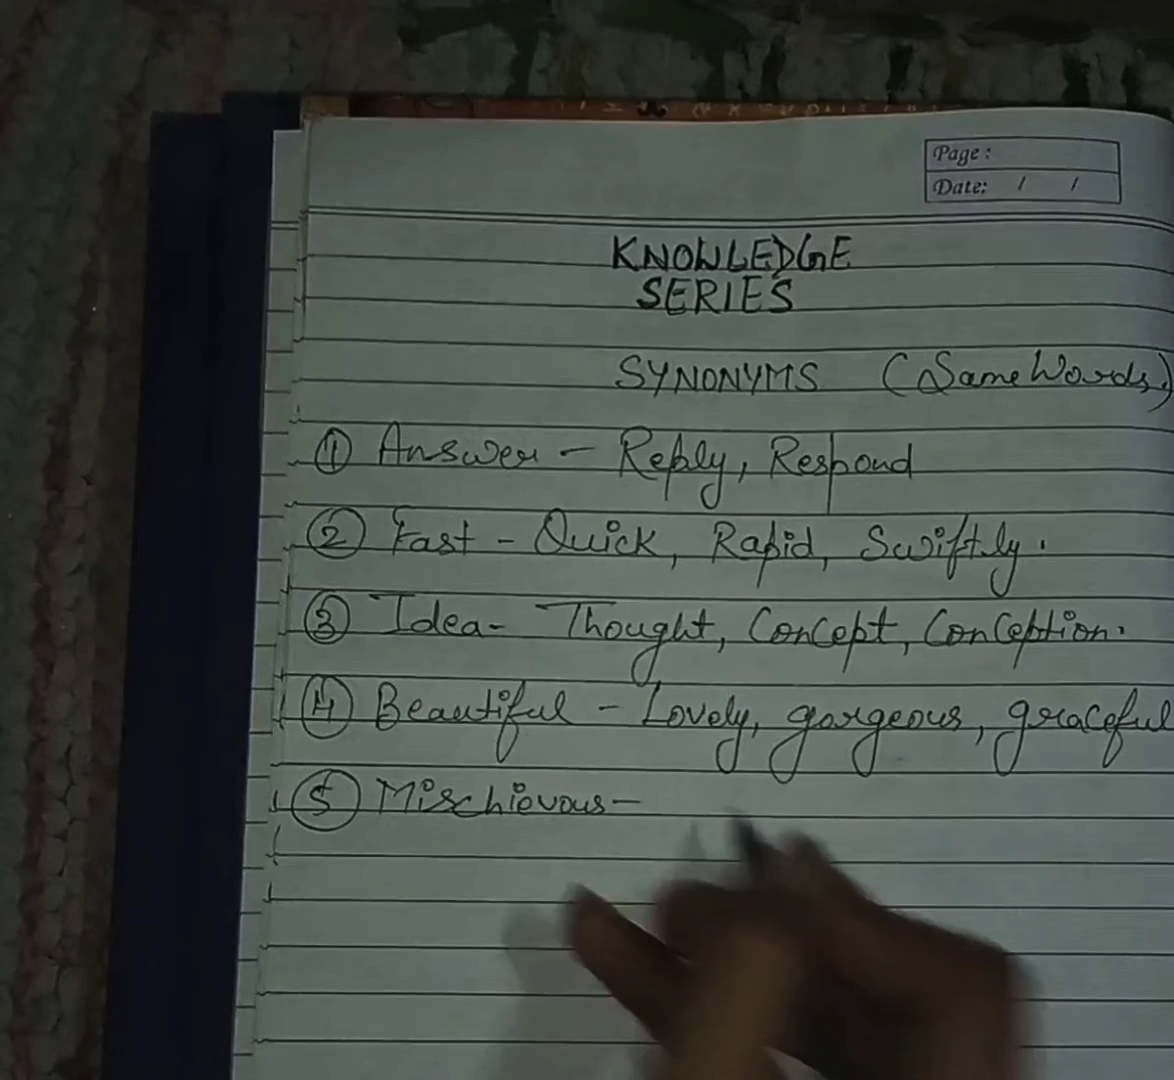 Page :
Date: / /
KNOWLEDGE
SERIES
SYNONYMS (Same Words)
① Answer - Reply, Respond
② Fast - Quick, Rapid, Swiftly.
③ Idea - Thought, Concept, Conception.
④ Beautiful - Lovely, gorgeous, graceful
⑤ Mischievous -